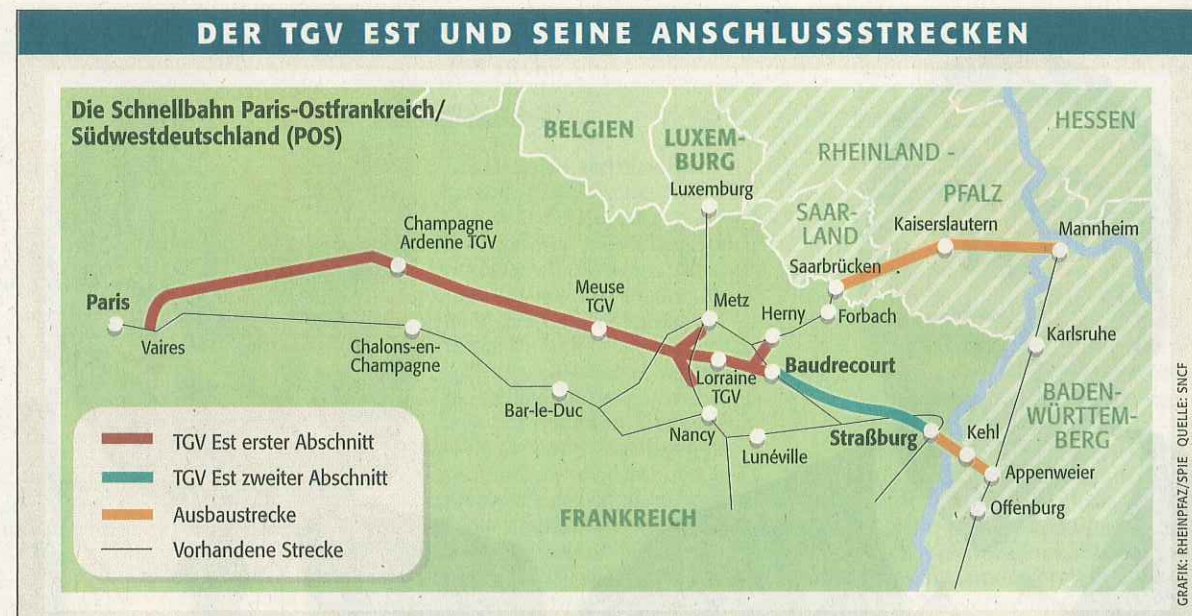 DER TGV EST UND SEINE ANSCHLUSSSTRECKEN
Die Schnellbahn Paris-Ostfrankreich/
Südwestdeutschland (POS)
BELGIEN
LUXEM-
BURG
Luxemburg
HESSEN
RHEINLAND -
PFALZ
SAAR-
LAND
Kaiserslautern
Mannheim
Saarbrücken
Champagne
Ardenne TGV
Paris
Vaires
Chalons-en-
Champagne
Meuse
TGV
Metz
Herny
Forbach
Karlsruhe
Lorraine
TGV
Baudrecourt
Bar-le-Duc
Nancy
Lunéville
Straßburg
Kehl
BADEN-
WÜRTTEM-
BERG
Appenweier
Offenburg
FRANKREICH
TGV Est erster Abschnitt
TGV Est zweiter Abschnitt
Ausbaustrecke
Vorhandene Strecke
GRAFIK: RHEINPFAZ/SPIE QUELLE: SNCF